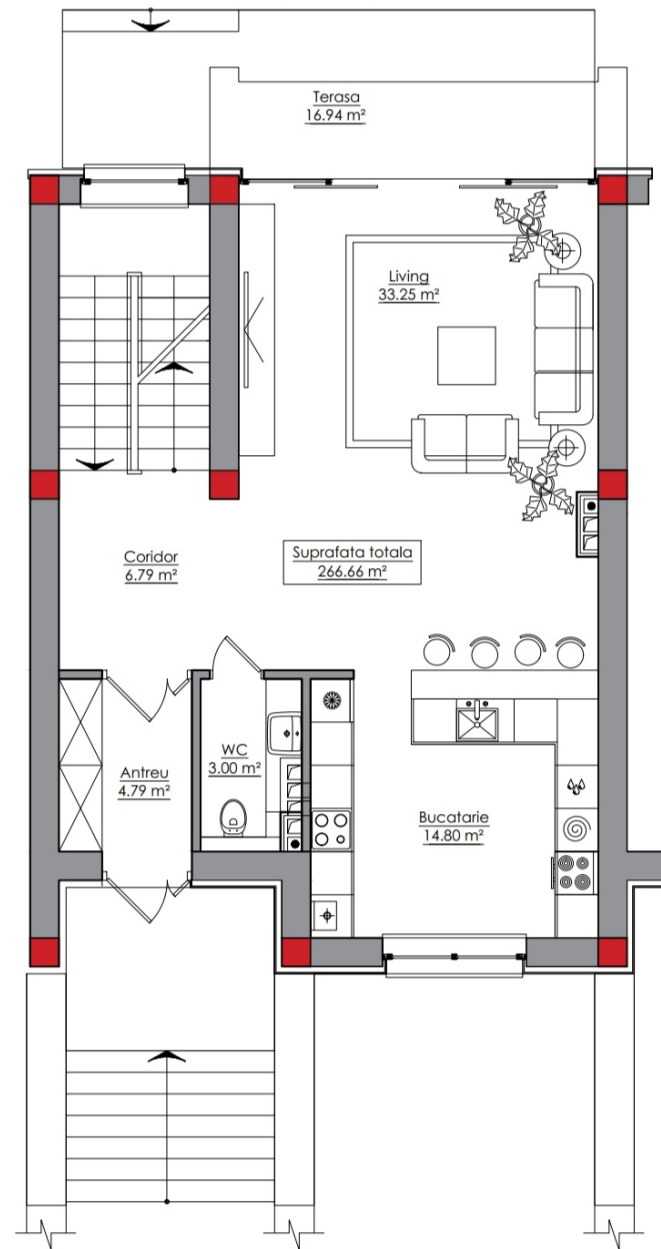 Terasa
16.94 m²
Living
33.25 m²
Coridor
6.79 m²
Suprafata totala
266.66 m²
WC
3.00 m²
Antreu
4.79 m²
Bucatarie
14.80 m²